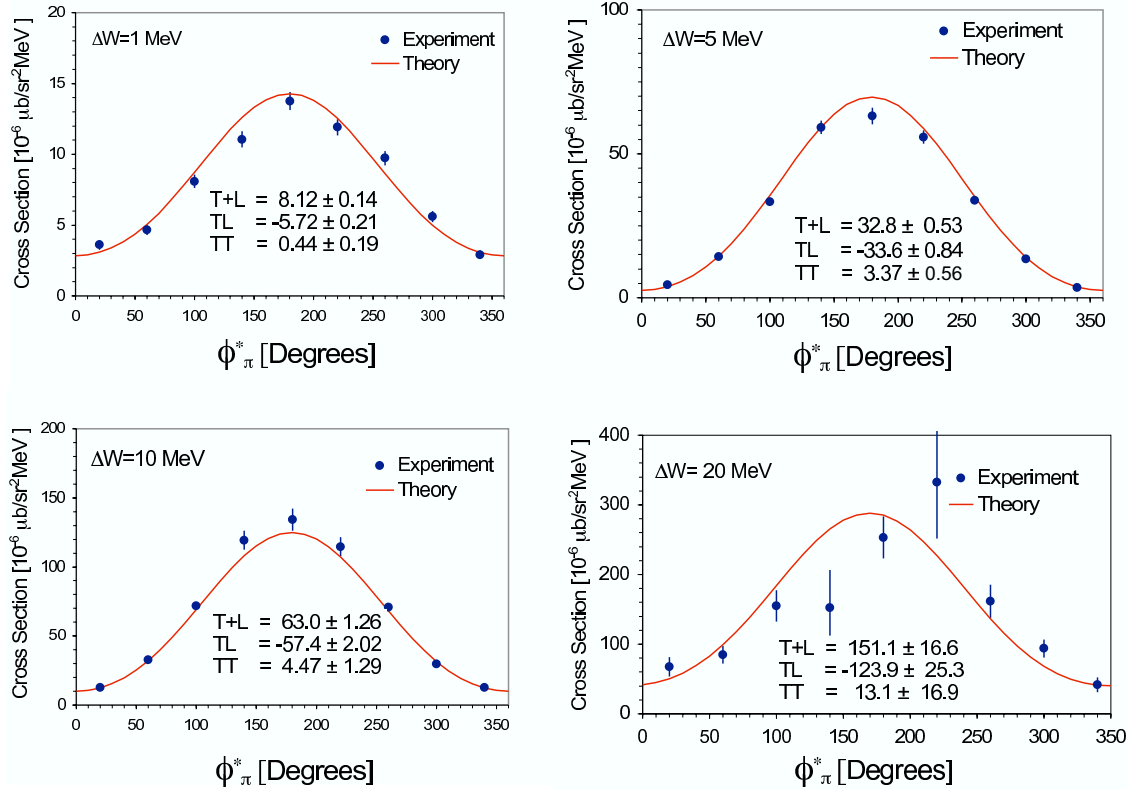 ΔW=1 MeV
Experiment
Theory
Cross Section [10⁻⁶ μb/sr²MeV ]
20
15
10
5
0
T+L = 8.12 ± 0.14
TL = -5.72 ± 0.21
TT = 0.44 ± 0.19
0 50 100 150 200 250 300 350
ϕ*π [Degrees]
ΔW=5 MeV
Experiment
Theory
Cross Section [10⁻⁶ μb/sr²MeV ]
100
50
0
T+L = 32.8 ± 0.53
TL = -33.6 ± 0.84
TT = 3.37 ± 0.56
0 50 100 150 200 250 300 350
ϕ*π [Degrees]
ΔW=10 MeV
Experiment
Theory
Cross Section [10⁻⁶ μb/sr²MeV ]
200
150
100
50
0
T+L = 63.0 ± 1.26
TL = -57.4 ± 2.02
TT = 4.47 ± 1.29
0 50 100 150 200 250 300 350
ϕ*π [Degrees]
ΔW= 20 MeV
Experiment
Theory
Cross Section [10⁻⁶ μb/sr²MeV ]
400
300
200
100
0
T+L = 151.1 ± 16.6
TL = -123.9 ± 25.3
TT = 13.1 ± 16.9
0 50 100 150 200 250 300 350
ϕ*π [Degrees]